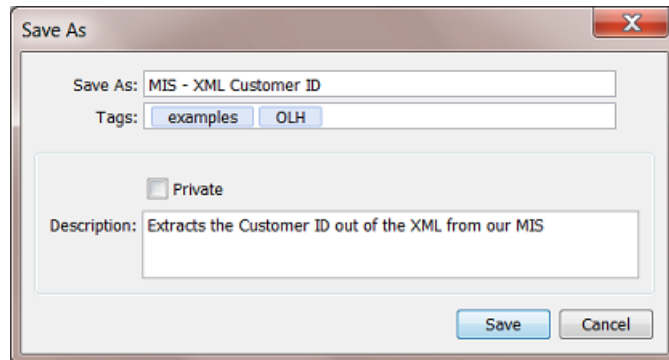 Save As
Save As: MIS - XML Customer ID
Tags: examples OLH
Private
Description: Extracts the Customer ID out of the XML from our MIS
Save Cancel